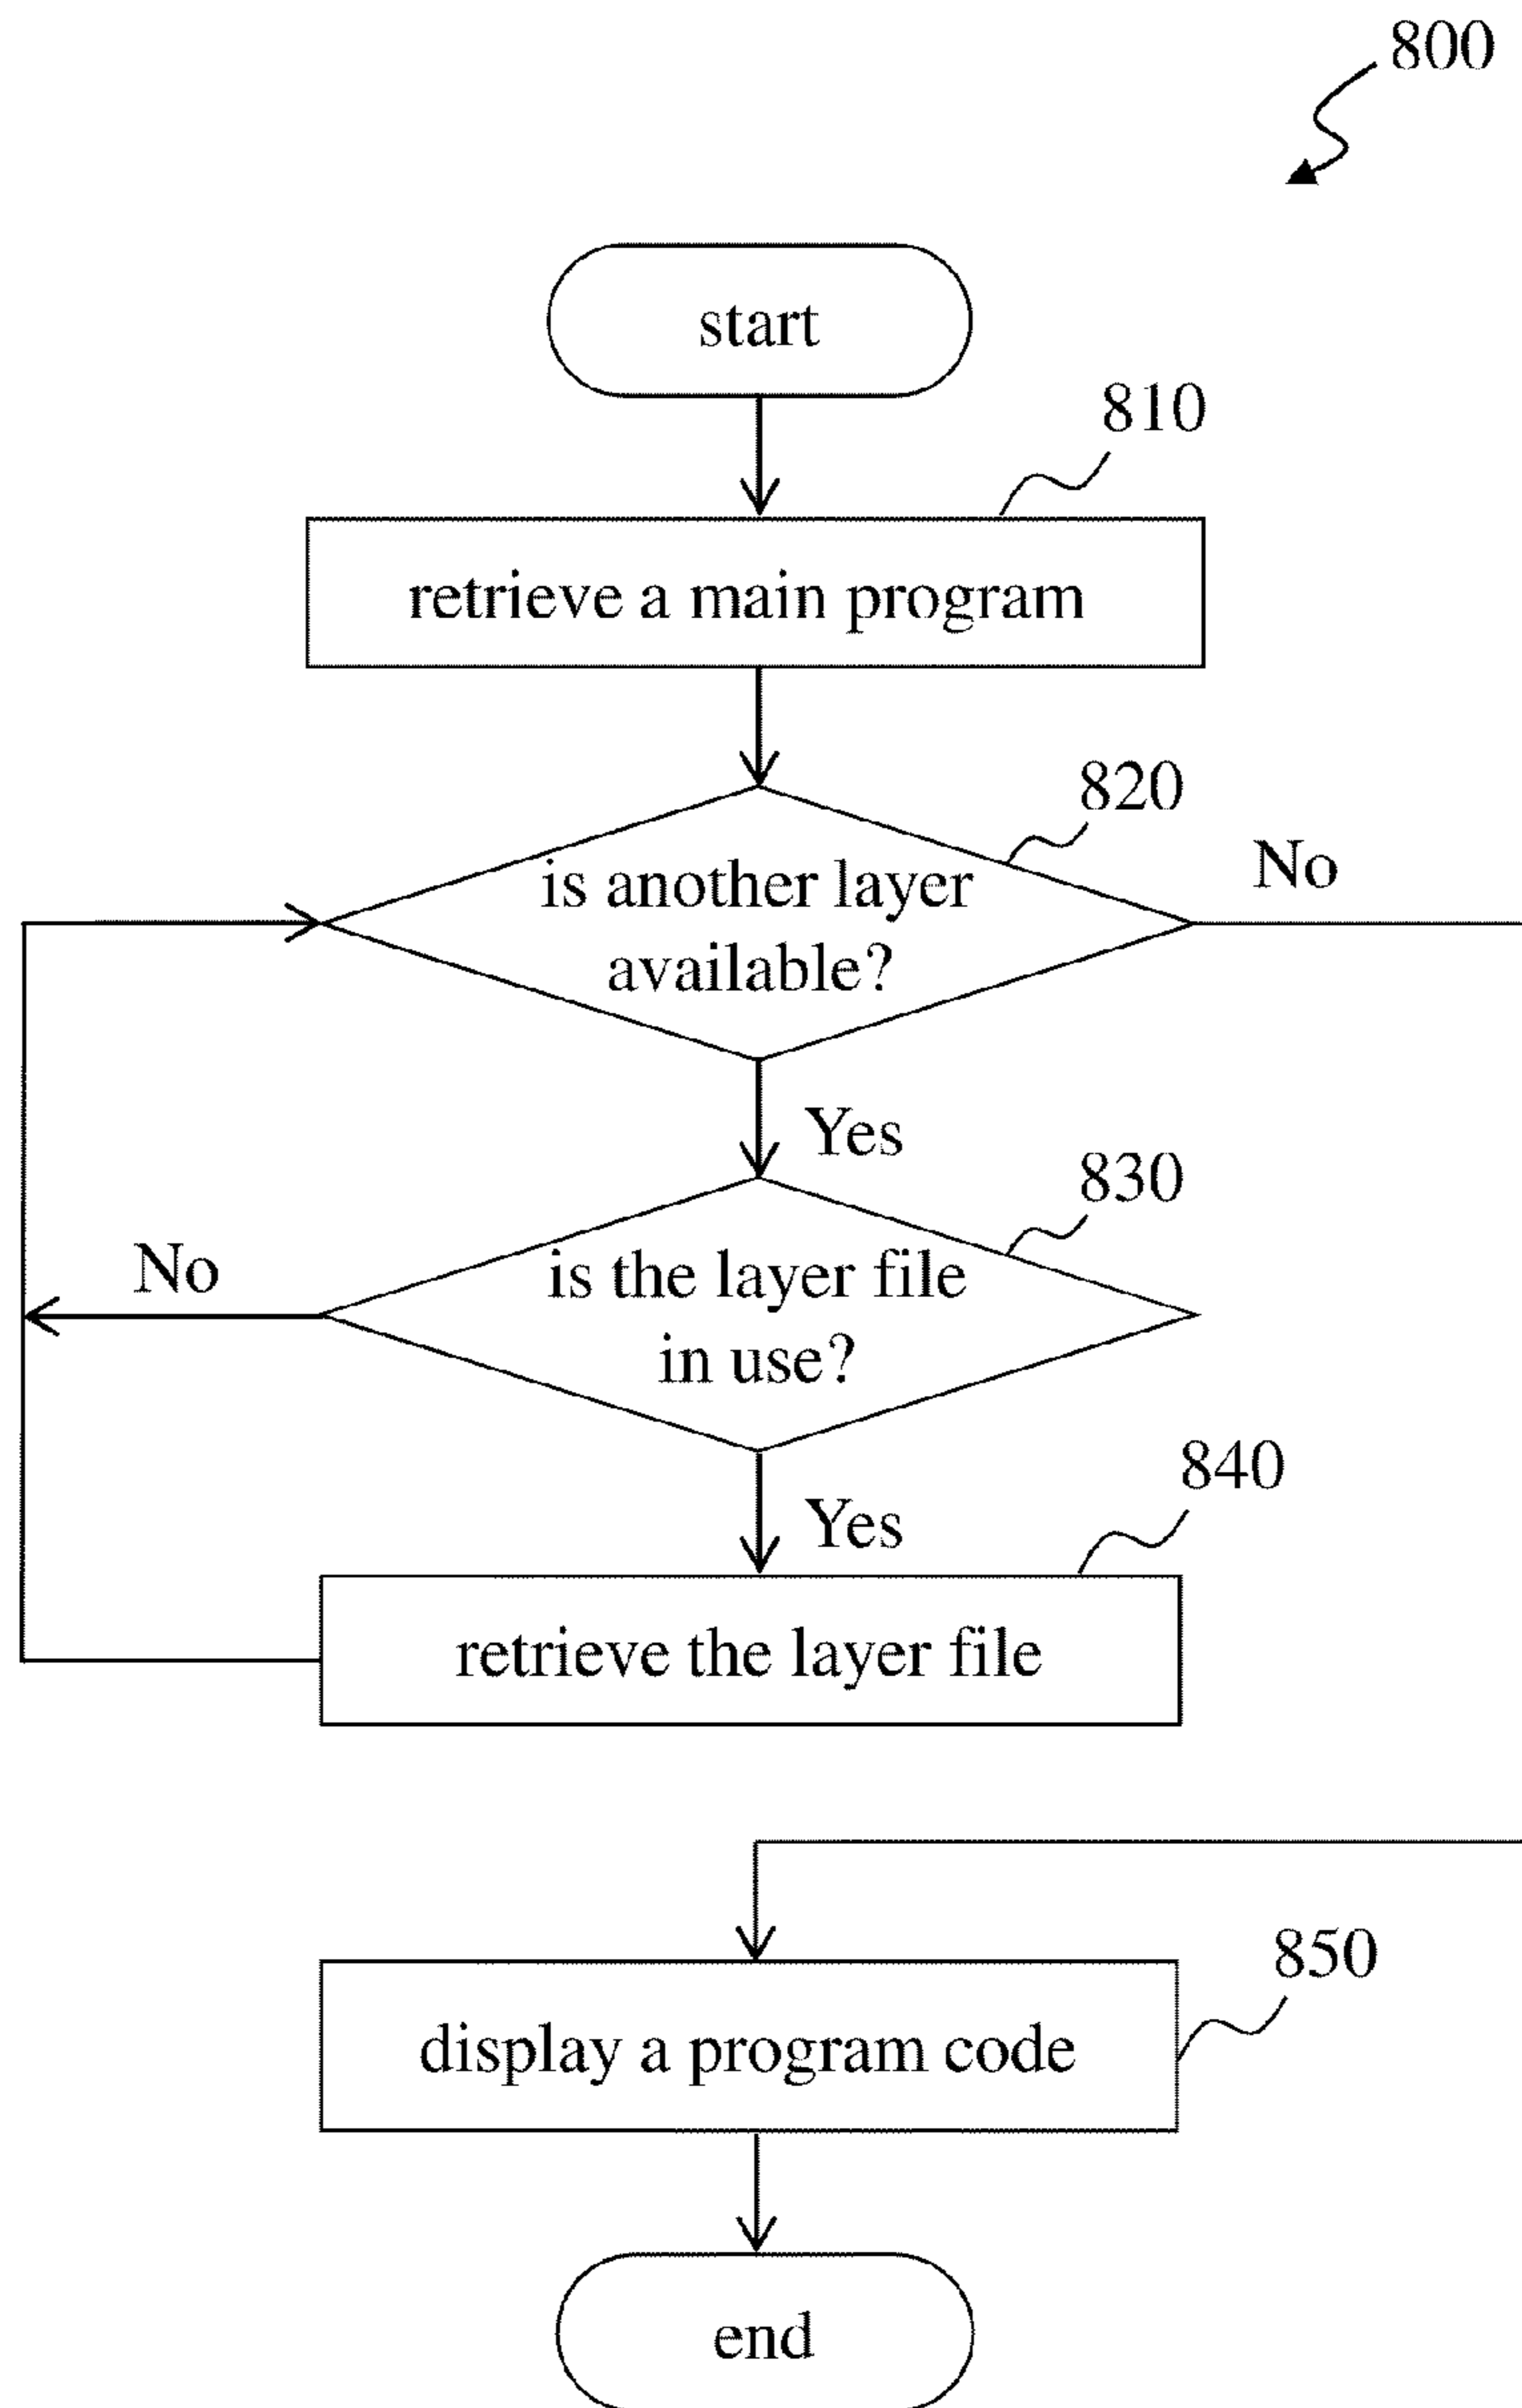 800
start
810
retrieve a main program
820
is another layer
available?
No
Yes
830
is the layer file
in use?
No
Yes
840
retrieve the layer file
850
display a program code
end